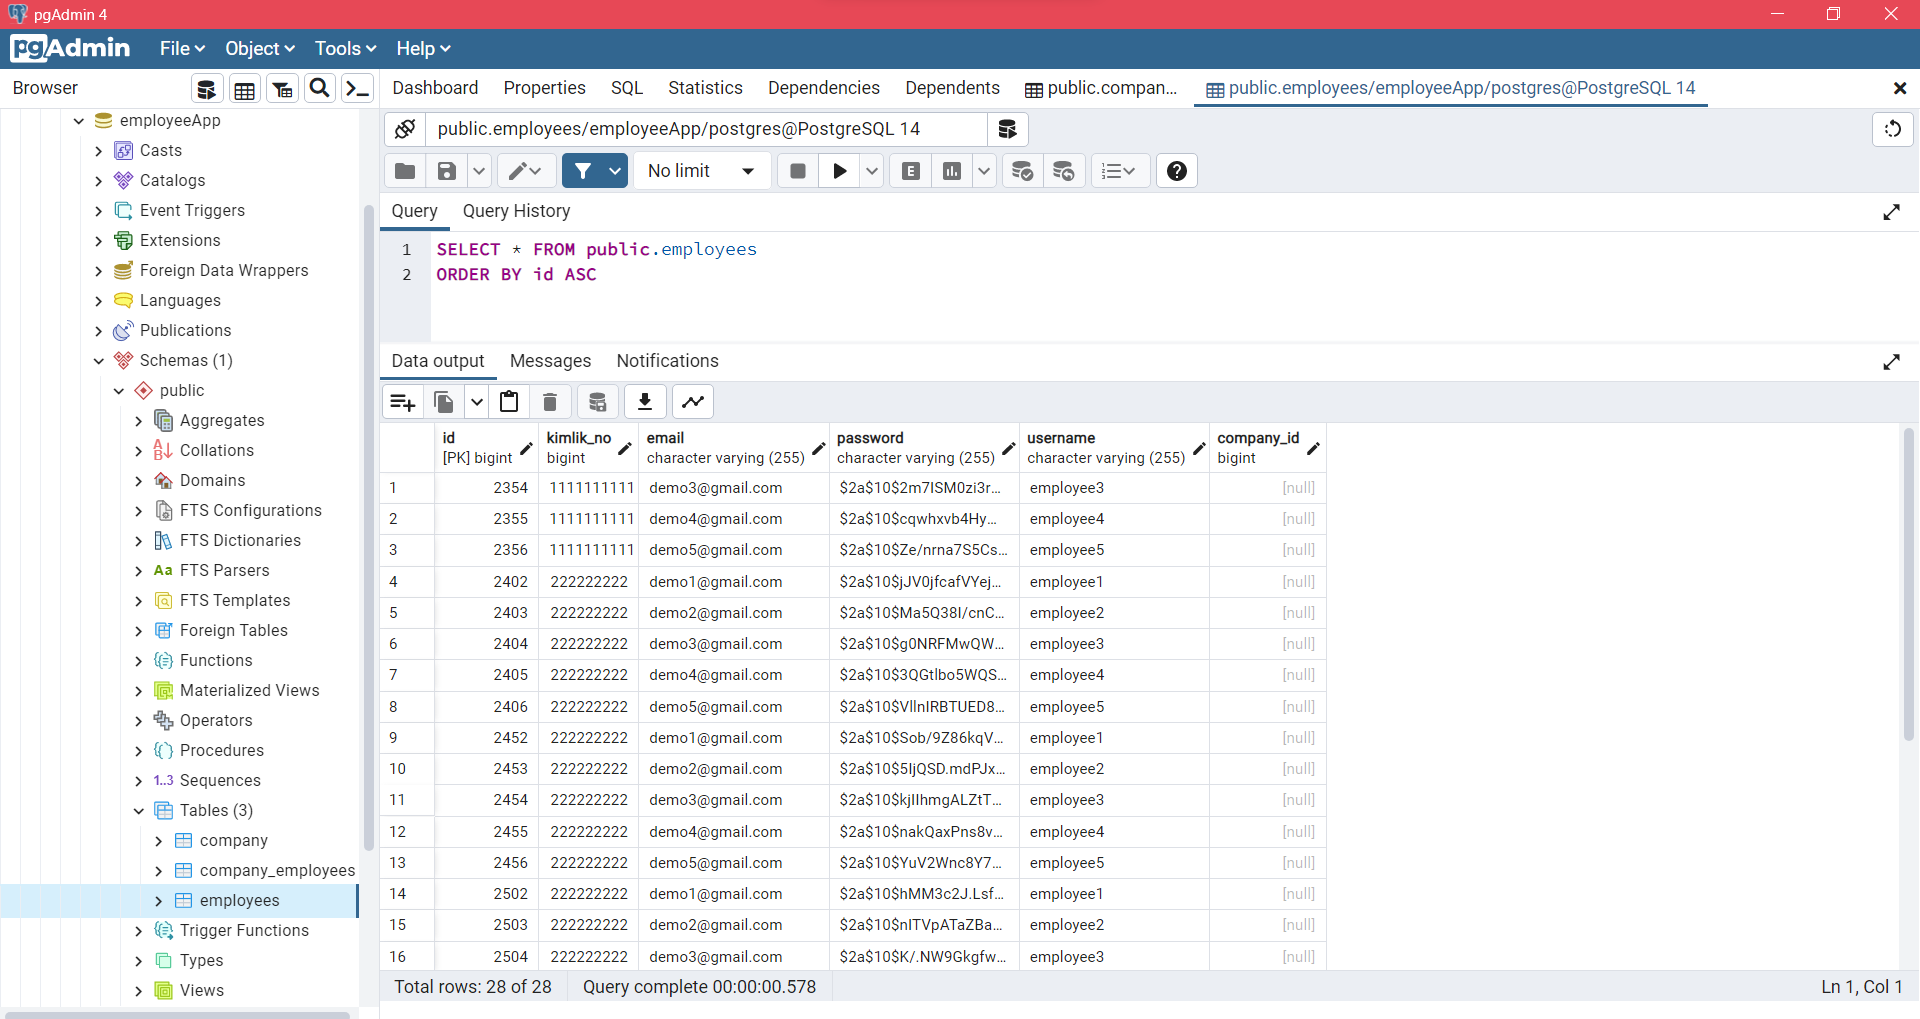 pgAdmin 4
pgAdmin File Object Tools Help
Browser
Dashboard Properties SQL Statistics Dependencies Dependents public.compan... public.employees/employeeApp/postgres@PostgreSQL 14
employeeApp
Casts
Catalogs
Event Triggers
Extensions
Foreign Data Wrappers
Languages
Publications
Schemas (1)
public
Aggregates
Collations
Domains
FTS Configurations
FTS Dictionaries
Aa FTS Parsers
FTS Templates
Foreign Tables
Functions
Materialized Views
Operators
Procedures
1..3 Sequences
Tables (3)
company
company_employees
employees
Trigger Functions
Types
Views
public.employees/employeeApp/postgres@PostgreSQL 14
No limit
E
Query Query History
1 SELECT * FROM public.employees
2 ORDER BY id ASC
Data output Messages Notifications
id [PK] bigint
kimlik_no bigint
email character varying (255)
password character varying (255)
username character varying (255)
company_id bigint
1 2354 1111111111 demo3@gmail.com $2a$10$2m7ISM0zi3r... employee3 [null]
2 2355 1111111111 demo4@gmail.com $2a$10$cqwhxvb4Hy... employee4 [null]
3 2356 1111111111 demo5@gmail.com $2a$10$Ze/nrna7S5Cs... employee5 [null]
4 2402 222222222 demo1@gmail.com $2a$10$jJV0jfcafVYej... employee1 [null]
5 2403 222222222 demo2@gmail.com $2a$10$Ma5Q38I/cnC... employee2 [null]
6 2404 222222222 demo3@gmail.com $2a$10$g0NRFMwQW... employee3 [null]
7 2405 222222222 demo4@gmail.com $2a$10$3QGtlbo5WQS... employee4 [null]
8 2406 222222222 demo5@gmail.com $2a$10$VllnIRBTUED8... employee5 [null]
9 2452 222222222 demo1@gmail.com $2a$10$Sob/9Z86kqV... employee1 [null]
10 2453 222222222 demo2@gmail.com $2a$10$5IjQSD.mdPJx... employee2 [null]
11 2454 222222222 demo3@gmail.com $2a$10$kjlIhmgALZtT... employee3 [null]
12 2455 222222222 demo4@gmail.com $2a$10$nakQaxPns8v... employee4 [null]
13 2456 222222222 demo5@gmail.com $2a$10$YuV2Wnc8Y7... employee5 [null]
14 2502 222222222 demo1@gmail.com $2a$10$hMM3c2J.Lsf... employee1 [null]
15 2503 222222222 demo2@gmail.com $2a$10$nITVpATaZBa... employee2 [null]
16 2504 222222222 demo3@gmail.com $2a$10$K/.NW9Gkgfw... employee3 [null]
Total rows: 28 of 28 Query complete 00:00:00.578 Ln 1, Col 1